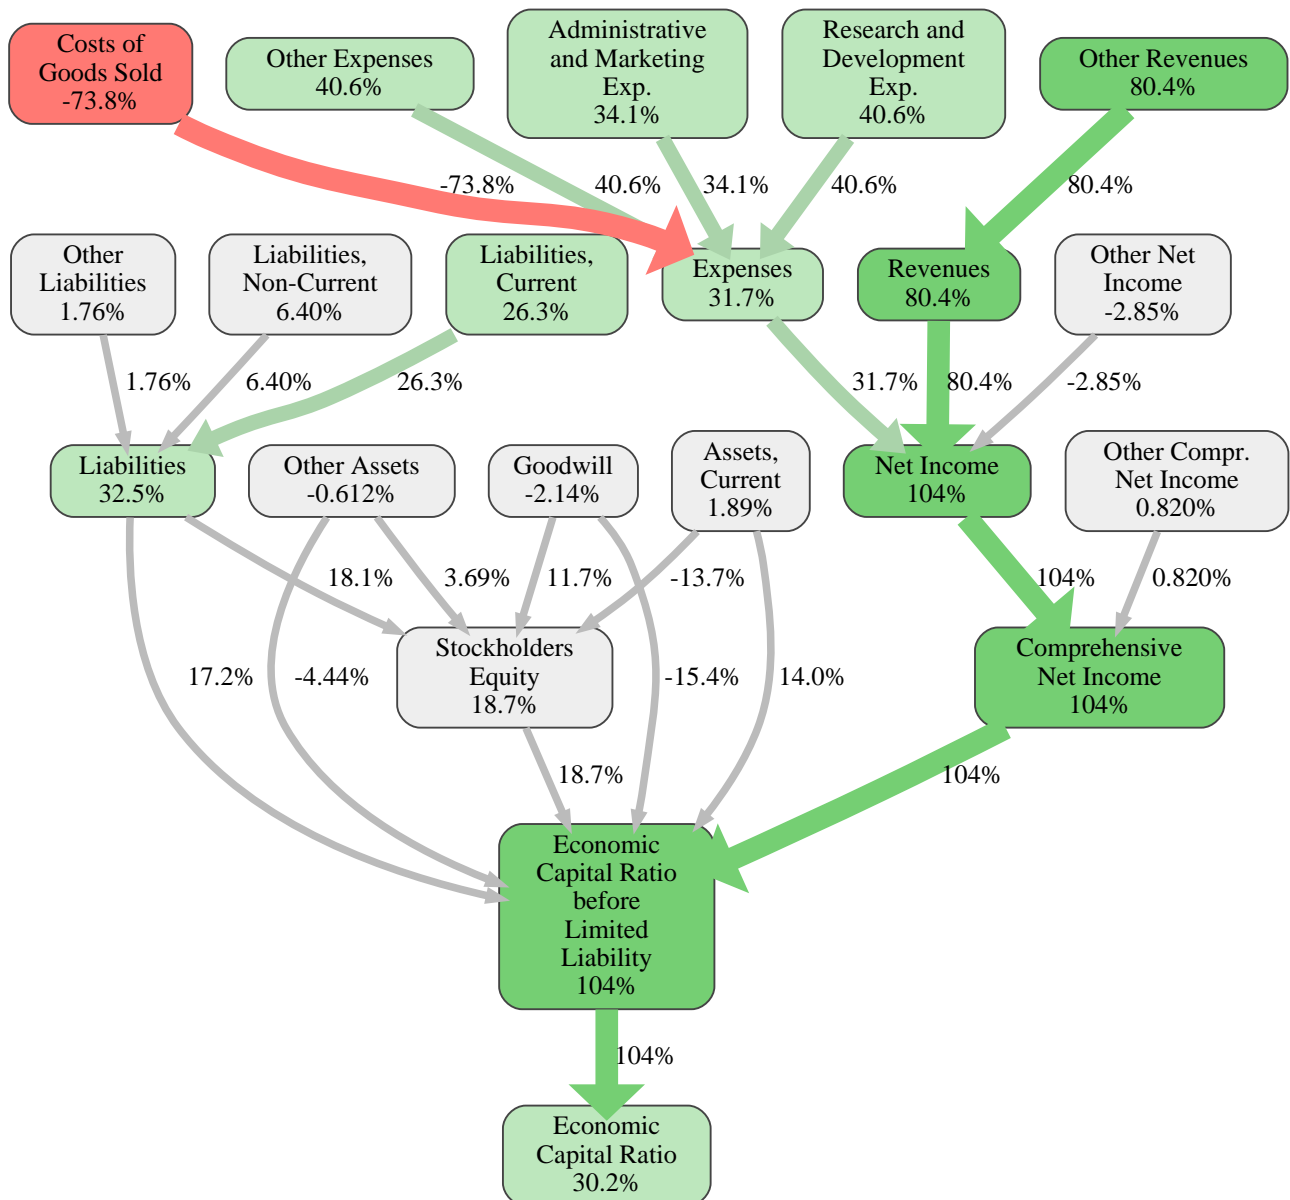 Costs of
Goods Sold
-73.8%
Other Expenses
40.6%
Administrative
and Marketing
Exp.
34.1%
Research and
Development
Exp.
40.6%
Other Revenues
80.4%
-73.8%
40.6%
34.1%
40.6%
80.4%
Other
Liabilities
1.76%
Liabilities,
Non-Current
6.40%
Liabilities,
Current
26.3%
Expenses
31.7%
Revenues
80.4%
Other Net
Income
-2.85%
1.76%
6.40%
26.3%
31.7%
80.4%
-2.85%
Liabilities
32.5%
Other Assets
-0.612%
Goodwill
-2.14%
Assets,
Current
1.89%
Net Income
104%
Other Compr.
Net Income
0.820%
18.1%
3.69%
11.7%
-13.7%
104%
0.820%
17.2%
-4.44%
Stockholders
Equity
18.7%
-15.4%
14.0%
Comprehensive
Net Income
104%
18.7%
104%
Economic
Capital Ratio
before
Limited
Liability
104%
104%
Economic
Capital Ratio
30.2%